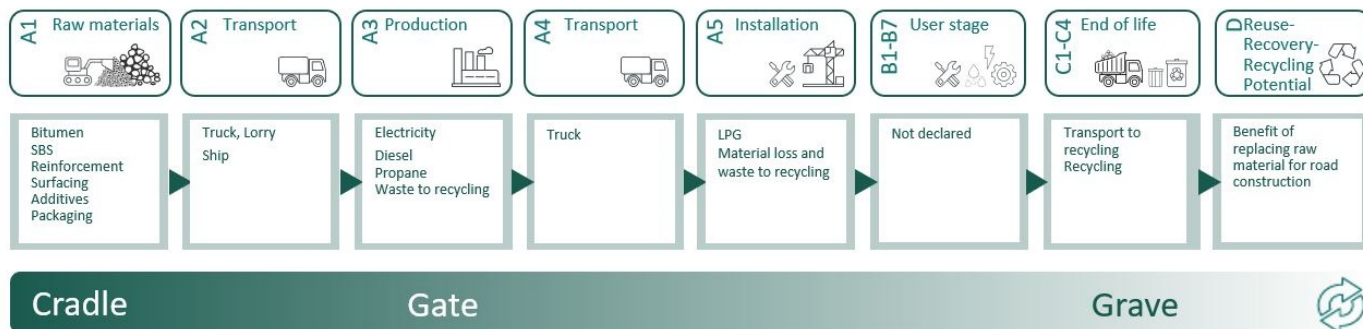 A1 Raw materials
A2 Transport
A3 Production
A4 Transport
A5 Installation
B1-B7 User stage
C1-C4 End of life
D Reuse-
Recovery-
Recycling
Potential
Bitumen
SBS
Reinforcement
Surfacing
Additives
Packaging
Truck, Lorry
Ship
Electricity
Diesel
Propane
Waste to recycling
Truck
LPG
Material loss and
waste to recycling
Not declared
Transport to
recycling
Recycling
Benefit of
replacing raw
material for road
construction
Cradle
Gate
Grave